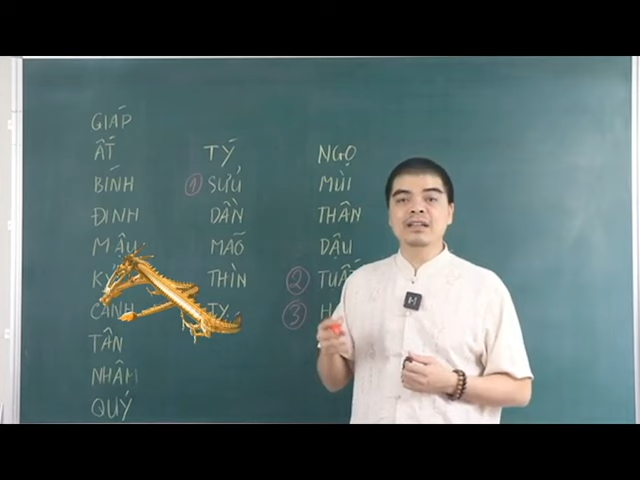 GIÁP
ẤT
BÍNH
ĐINH
MẬU
KỶ
CANH
TÂN
NHÂM
QUÝ
TÝ
① SỬU
DẦN
MÃO
THÌN
TỴ
NGỌ
MÙI
THÂN
DẬU
② TUẤT
③ H